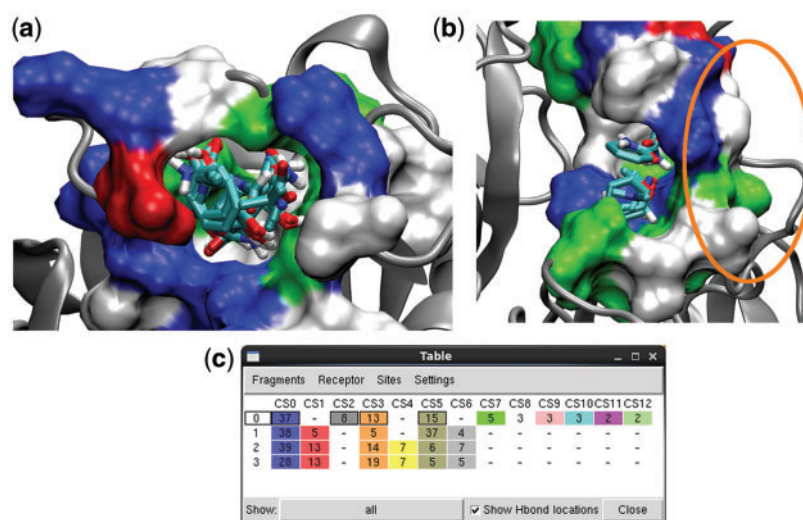 (a)
(b)
(c)
Table
Fragments Receptor Sites Settings
CS0 CS1 CS2 CS3 CS4 CS5 CS6 CS7 CS8 CS9 CS10 CS11 CS12
0 37 - 8 13 - 15 - 5 3 3 3 2 2
1 38 5 - 5 - 37 4 - - - - - -
2 39 13 - 14 7 6 7 - - - - - -
3 28 13 - 19 7 5 5 - - - - - -
Show: all Show Hbond locations Close